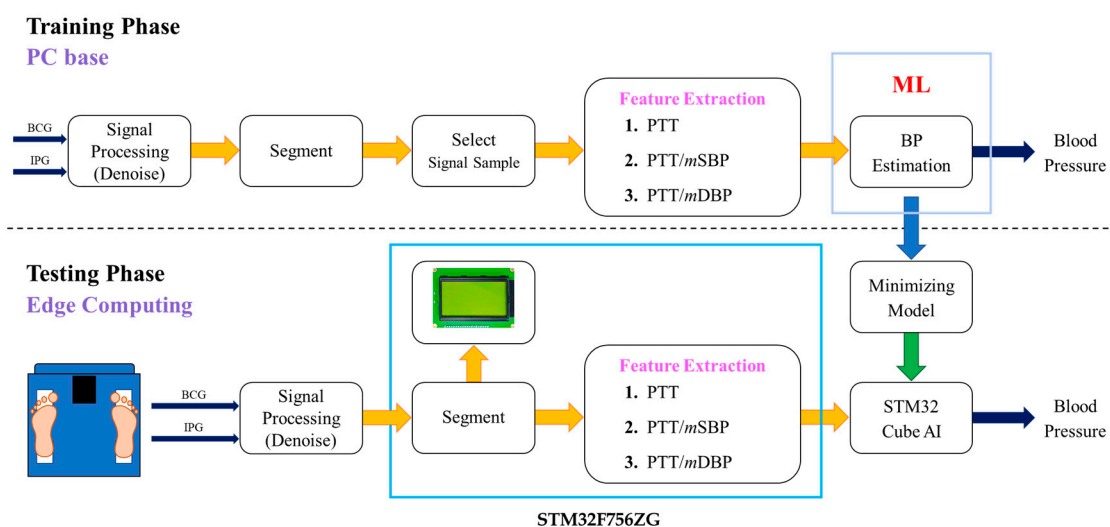 Training Phase
PC base
BCG
IPG
Signal
Processing
(Denoise)
Segment
Select
Signal Sample
Feature Extraction
1. PTT
2. PTT/mSBP
3. PTT/mDBP
ML
BP
Estimation
Blood
Pressure
Testing Phase
Edge Computing
Minimizing
Model
BCG
IPG
Signal
Processing
(Denoise)
Segment
Feature Extraction
1. PTT
2. PTT/mSBP
3. PTT/mDBP
STM32
Cube AI
Blood
Pressure
STM32F756ZG